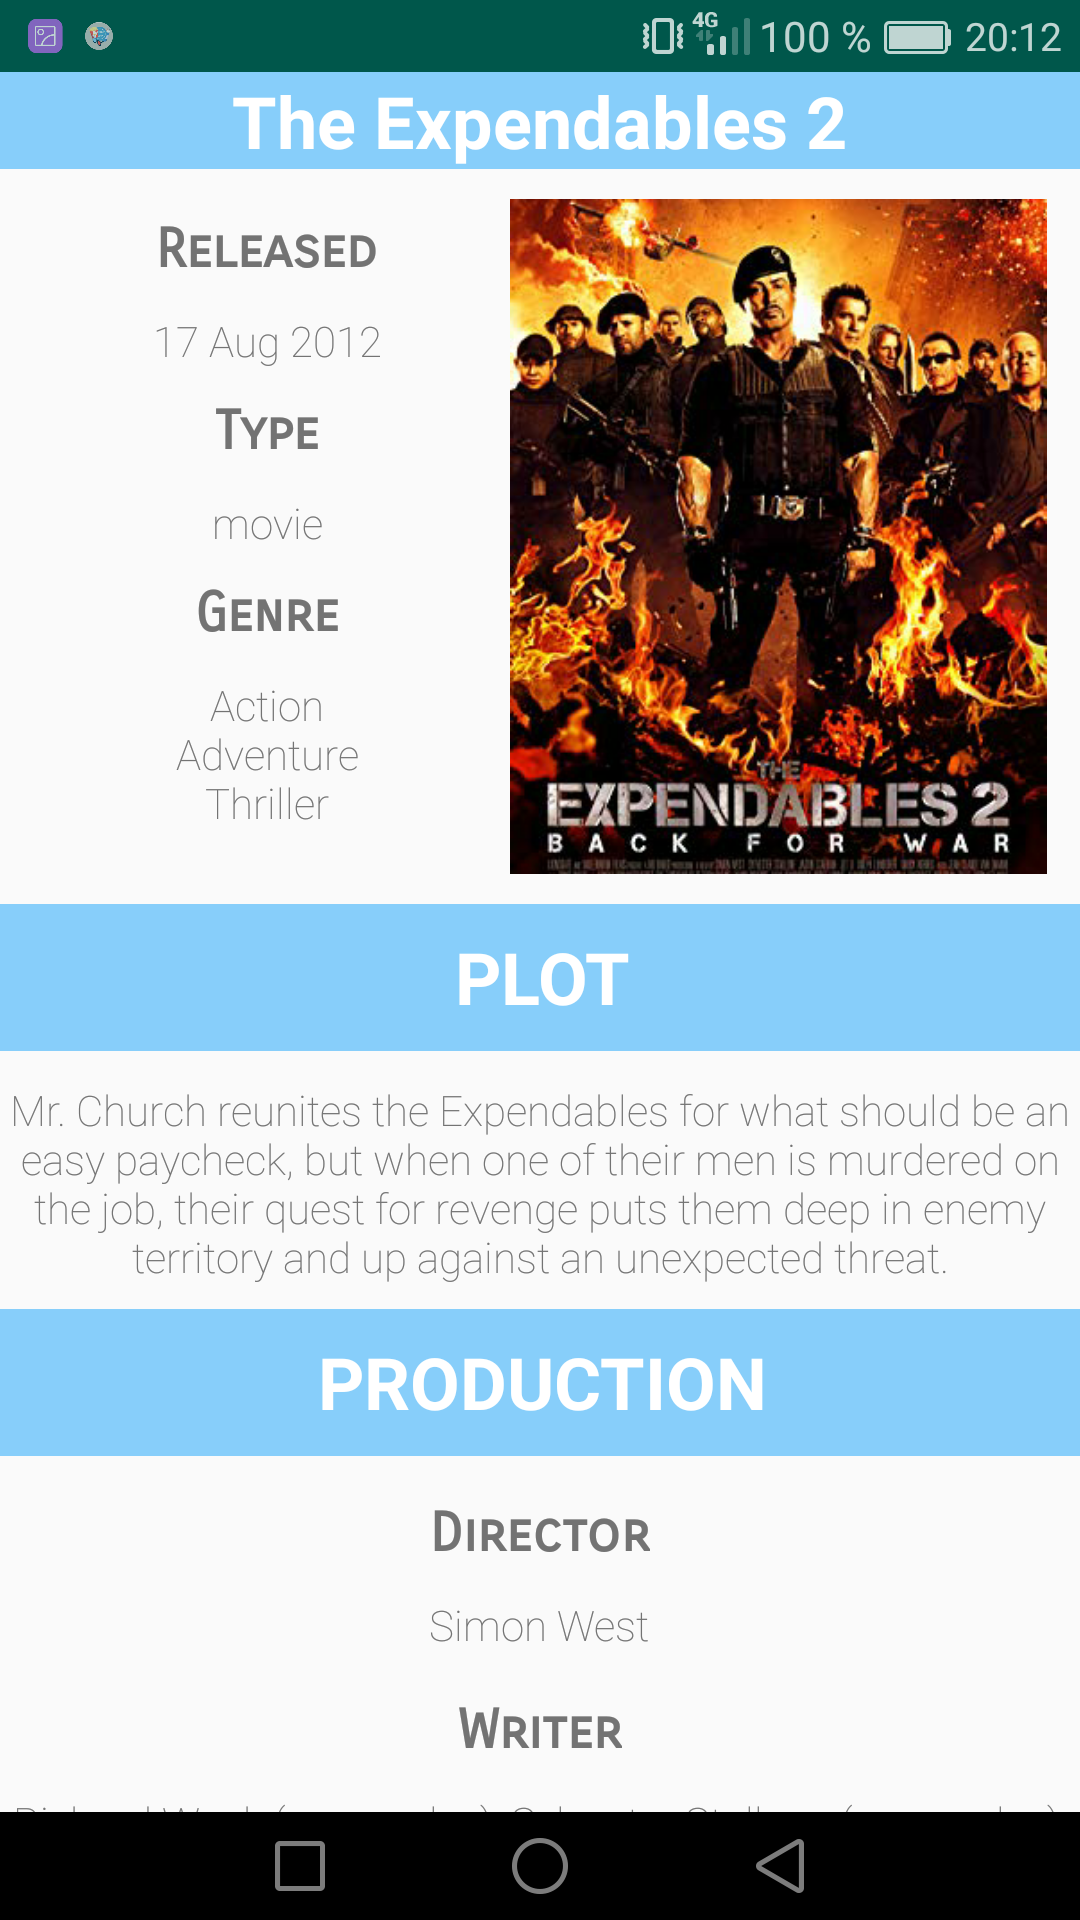 4G 100 % 20:12
The Expendables 2
RELEASED
17 Aug 2012
TYPE
movie
GENRE
Action
Adventure
Thriller
THE
EXPENDABLES 2
BACK FOR WAR
PLOT
Mr. Church reunites the Expendables for what should be an
easy paycheck, but when one of their men is murdered on
the job, their quest for revenge puts them deep in enemy
territory and up against an unexpected threat.
PRODUCTION
DIRECTOR
Simon West
WRITER